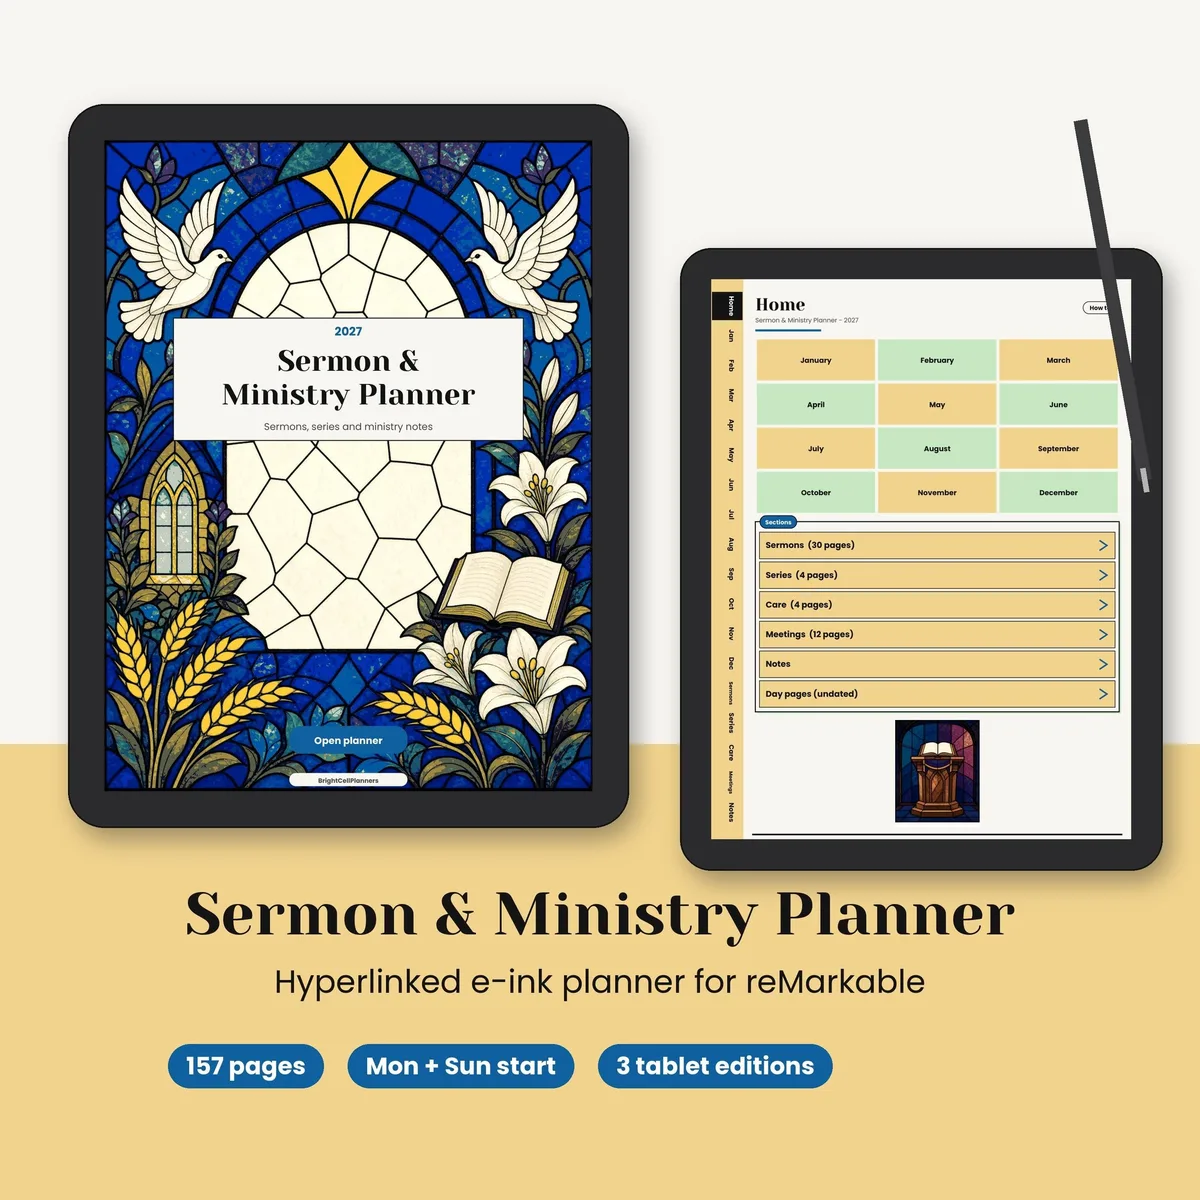 2027
Sermon &
Ministry Planner
Sermons, series and ministry notes
Open planner
BrightCellPlanners
Home
Jan
Feb
Mar
Apr
May
Jun
Jul
Aug
Sep
Oct
Nov
Dec
Sermons
Series
Care
Meetings
Notes
Home
How t
Sermon & Ministry Planner - 2027
January February March
April May June
July August September
October November December
Sections
Sermons (30 pages)
Series (4 pages)
Care (4 pages)
Meetings (12 pages)
Notes
Day pages (undated)
Sermon & Ministry Planner
Hyperlinked e-ink planner for reMarkable
157 pages Mon + Sun start 3 tablet editions